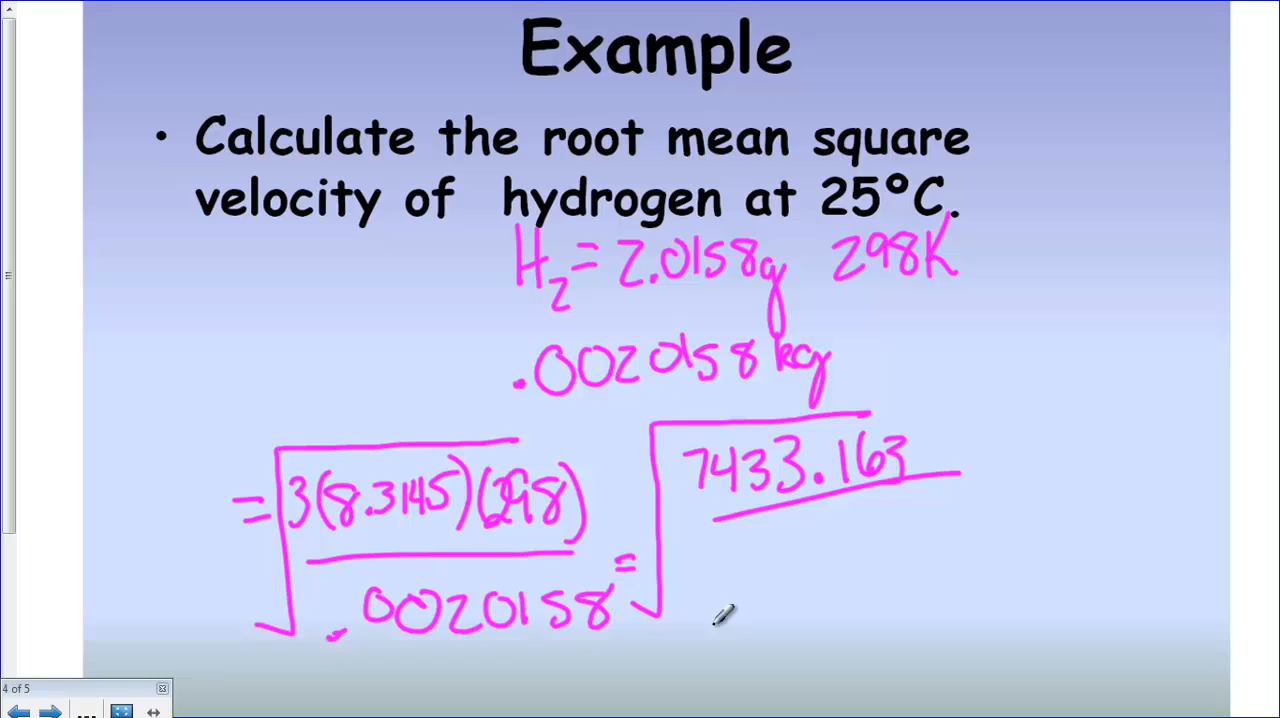 Example
• Calculate the root mean square
velocity of hydrogen at 25ºC.
H₂ = 2.0158g 298K
.0020158 kg
= √3(8.3145)(298)
.0020158
= √7433.163
4 of 5